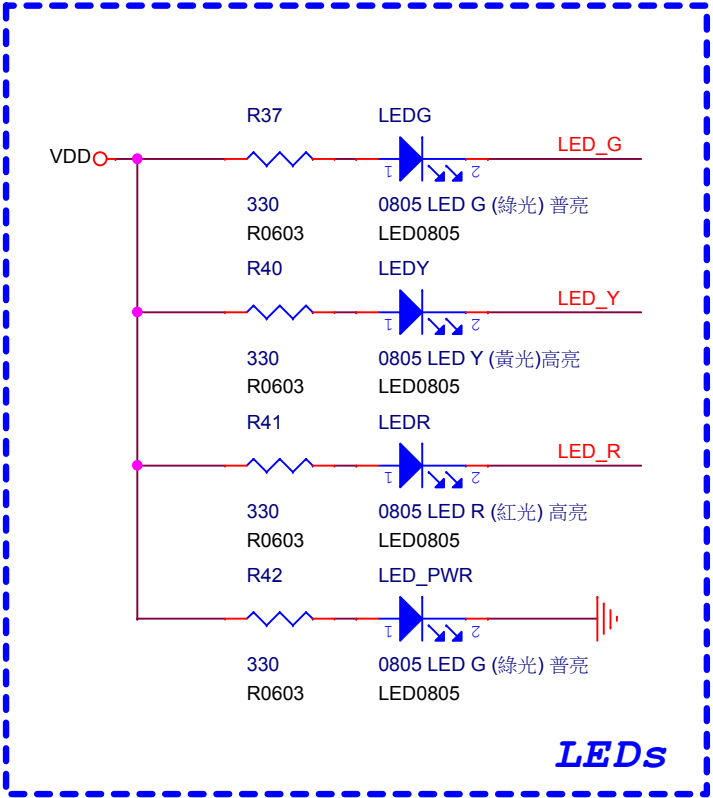 R37 LEDG
VDD LED_G
1 2
330 0805 LED G (綠光) 普亮
R0603 LED0805
R40 LEDY
LED_Y
1 2
330 0805 LED Y (黃光)高亮
R0603 LED0805
R41 LEDR
LED_R
1 2
330 0805 LED R (紅光) 高亮
R0603 LED0805
R42 LED_PWR
1 2
330 0805 LED G (綠光) 普亮
R0603 LED0805
LEDs